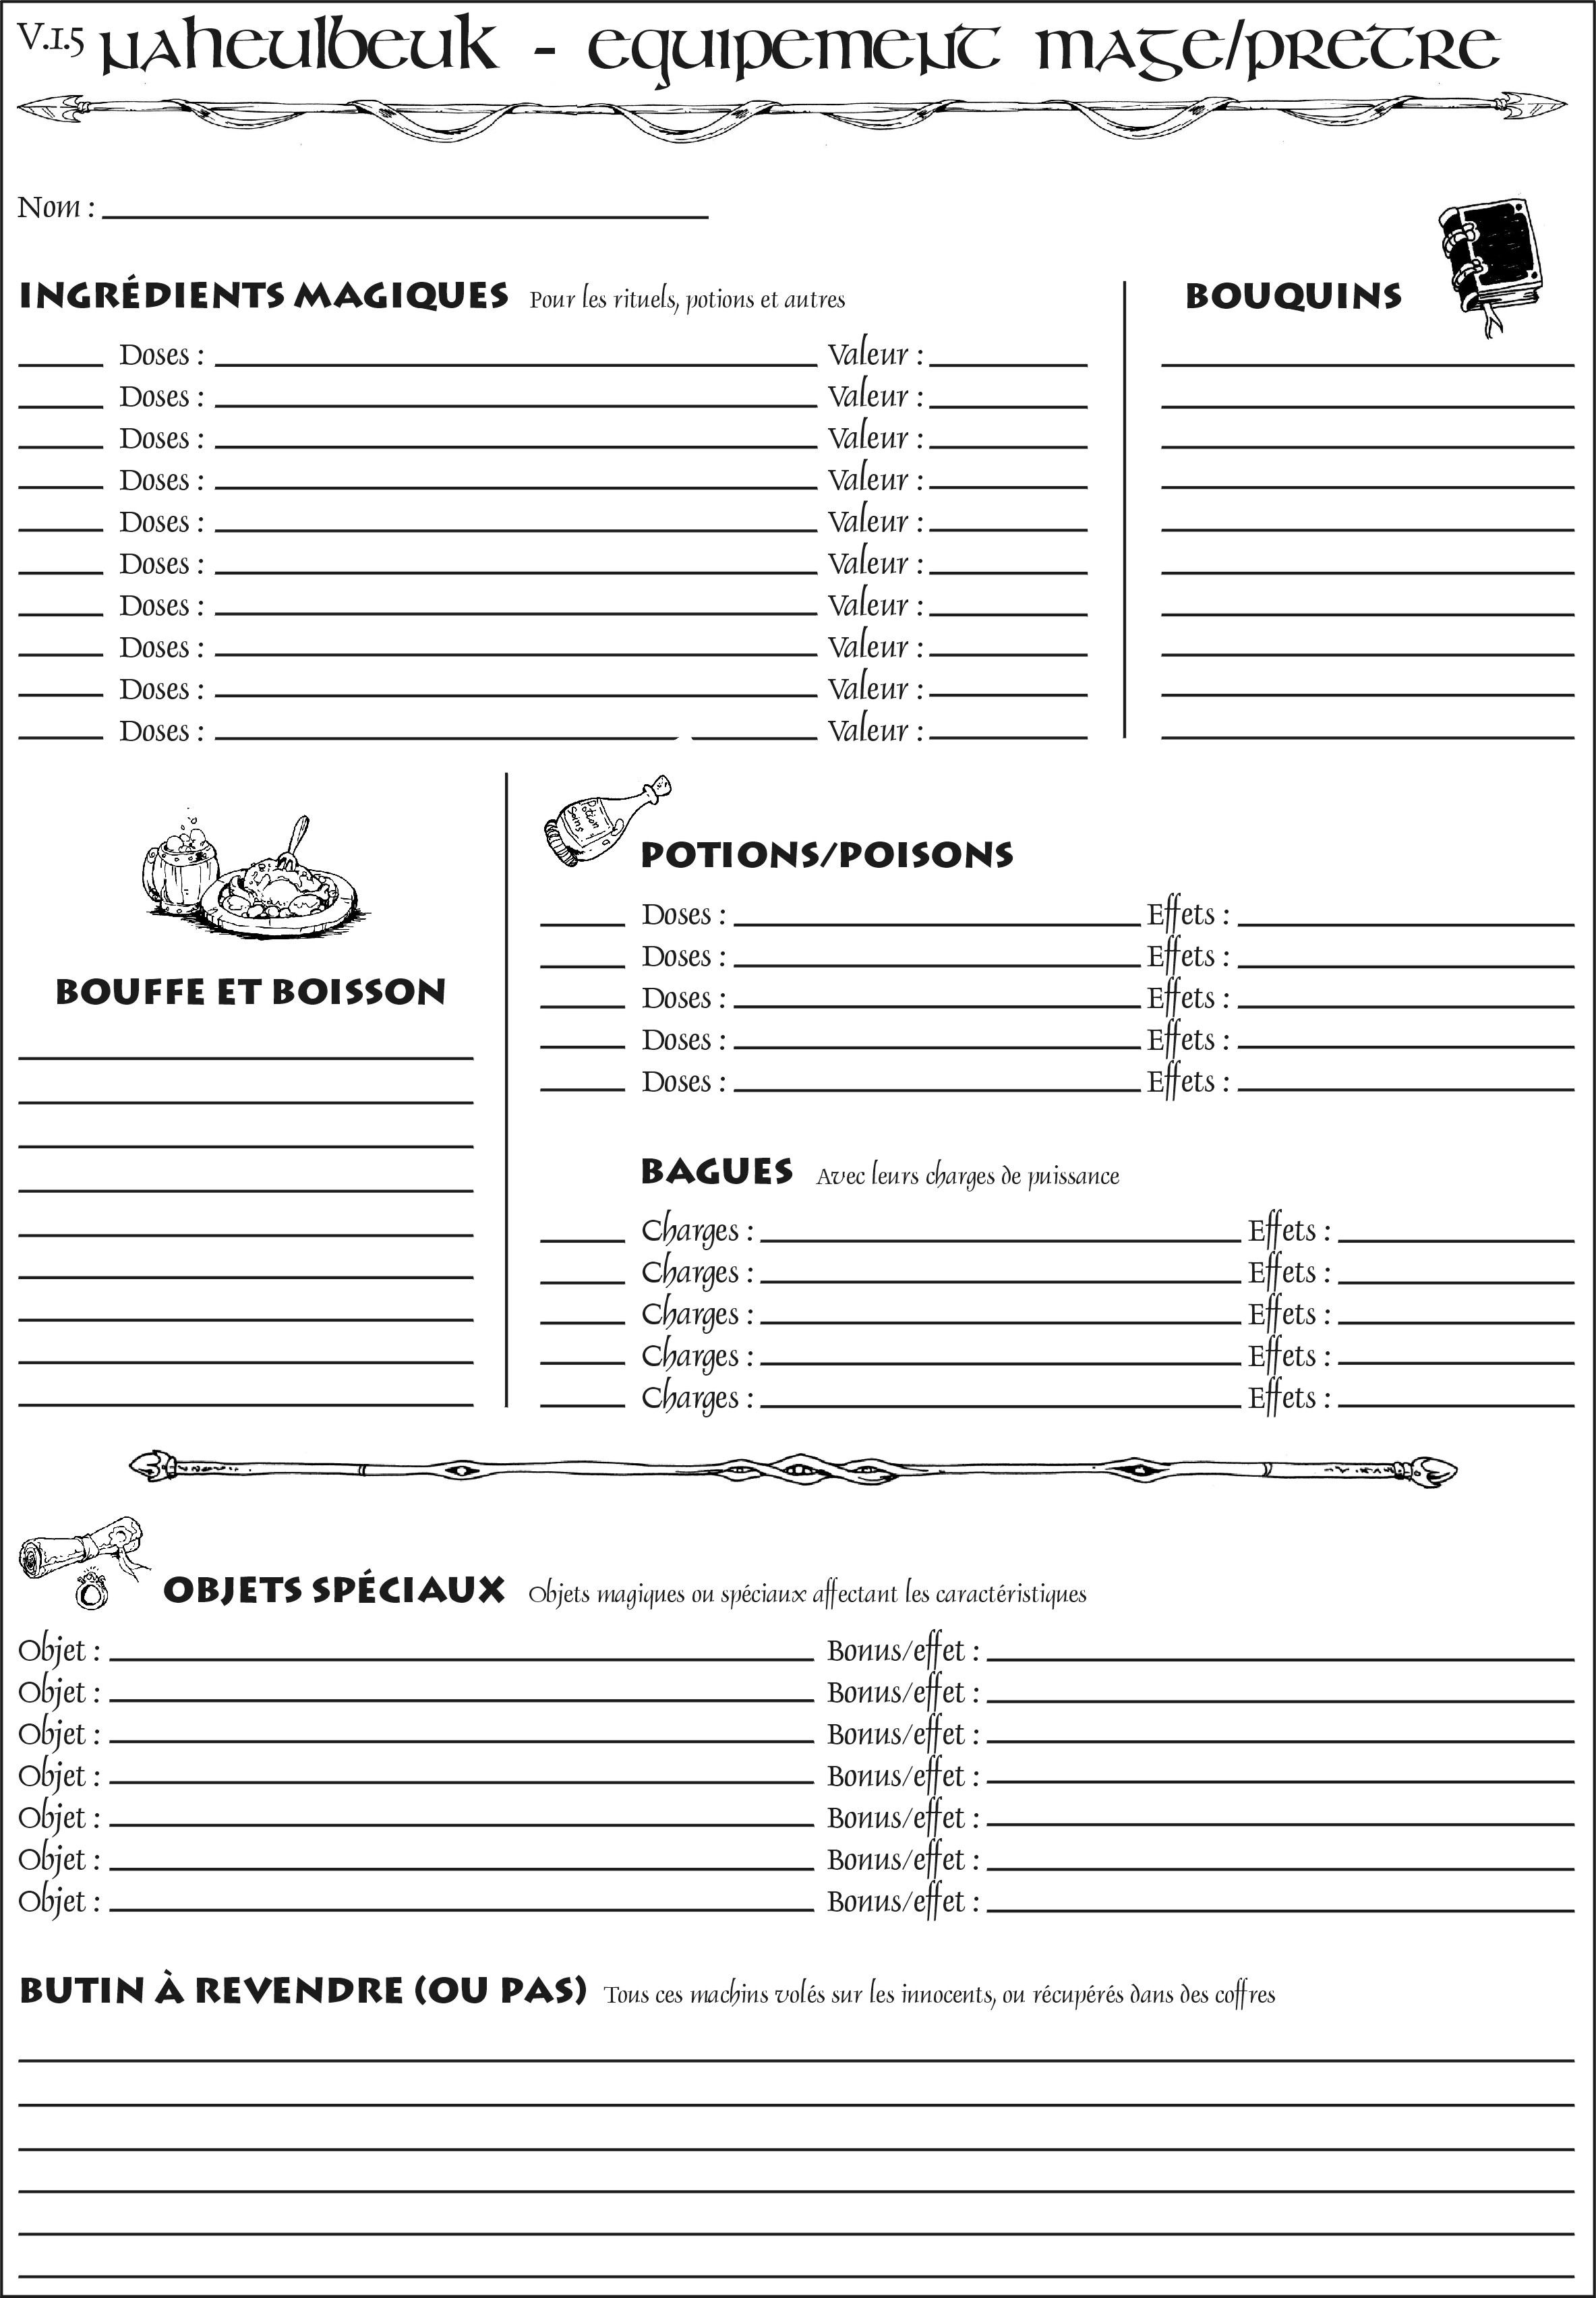 V.1.5 NAHEULBEUK - EQUIPEMENT MAGE/PRETRE
Nom :
INGRÉDIENTS MAGIQUES Pour les rituels, potions et autres
Doses : Valeur :
Doses : Valeur :
Doses : Valeur :
Doses : Valeur :
Doses : Valeur :
Doses : Valeur :
Doses : Valeur :
Doses : Valeur :
Doses : Valeur :
Doses : Valeur :
BOUQUINS
BOUFFE ET BOISSON
Potion
Soins
POTIONS/POISONS
Doses : Effets :
Doses : Effets :
Doses : Effets :
Doses : Effets :
Doses : Effets :
BAGUES Avec leurs charges de puissance
Charges : Effets :
Charges : Effets :
Charges : Effets :
Charges : Effets :
Charges : Effets :
OBJETS SPÉCIAUX Objets magiques ou spéciaux affectant les caractéristiques
Objet : Bonus/effet :
Objet : Bonus/effet :
Objet : Bonus/effet :
Objet : Bonus/effet :
Objet : Bonus/effet :
Objet : Bonus/effet :
Objet : Bonus/effet :
BUTIN À REVENDRE (OU PAS) Tous ces machins volés sur les innocents, ou récupérés dans des coffres